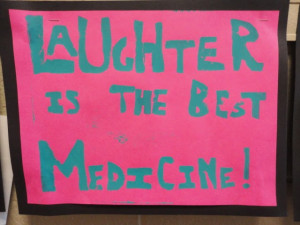 LAUGHTER
IS THE BEST
MEDICINE!